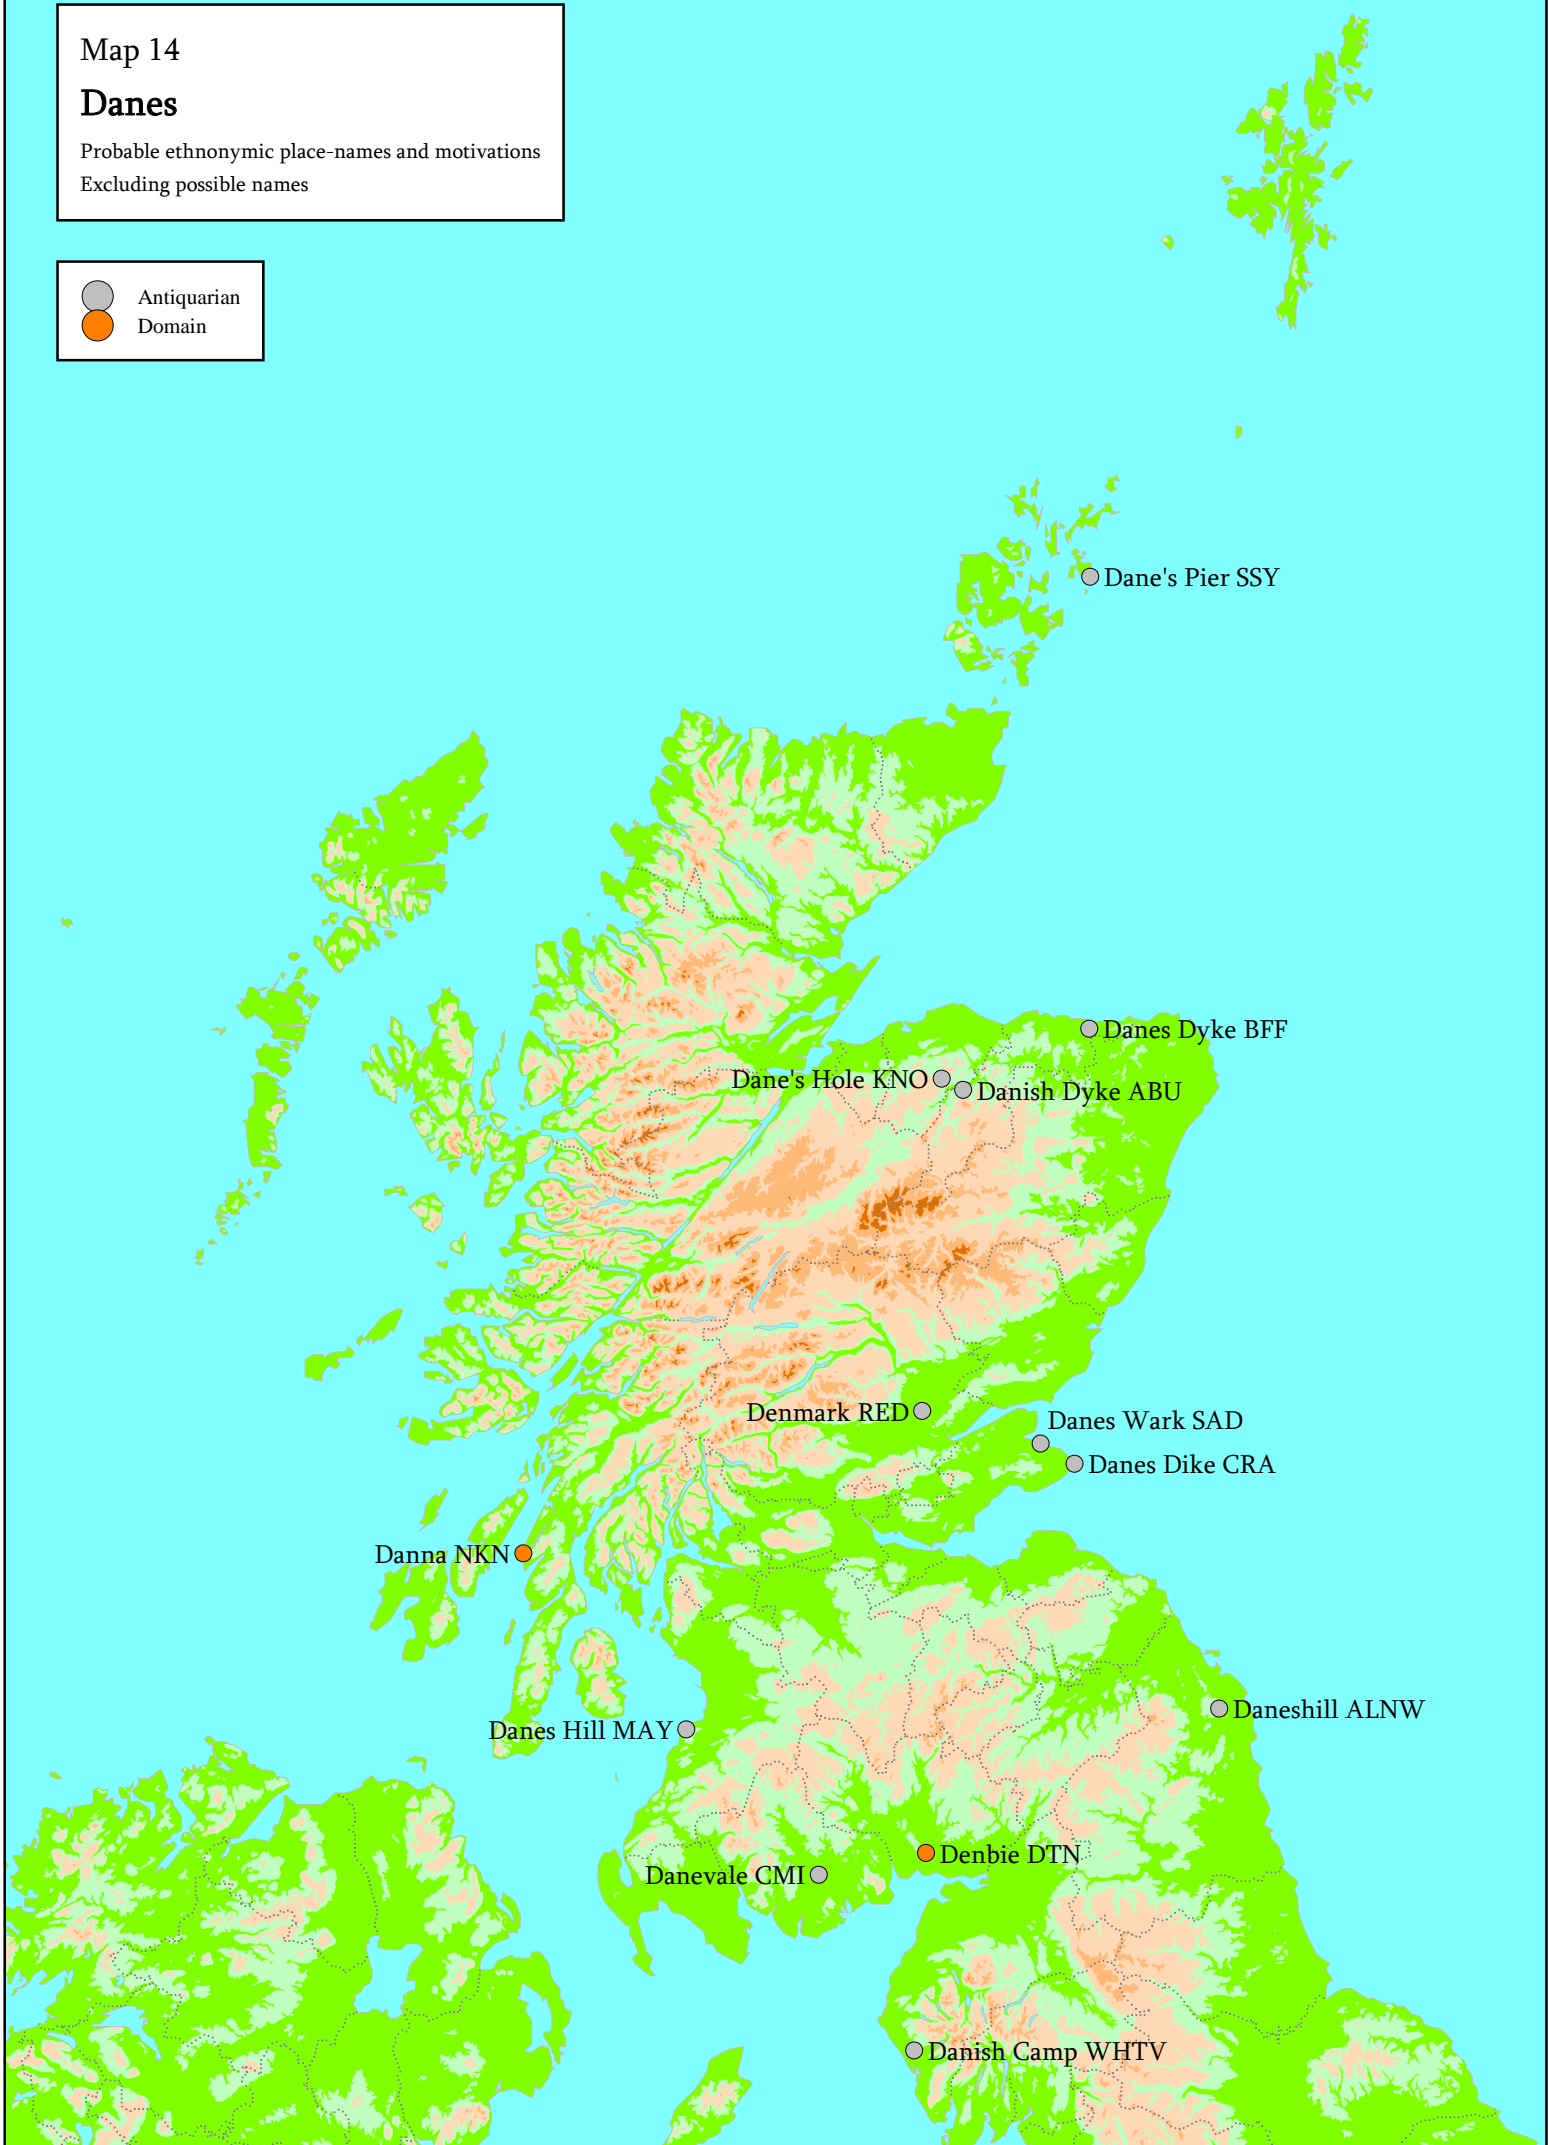 Map 14
Danes
Probable ethnonymic place-names and motivations
Excluding possible names
Antiquarian
Domain
Dane's Pier SSY
Danes Dyke BFF
Dane's Hole KNO
Danish Dyke ABU
Denmark RED
Danes Wark SAD
Danes Dike CRA
Danna NKN
Daneshill ALNW
Danes Hill MAY
Denbie DTN
Danevale CMI
Danish Camp WHTV